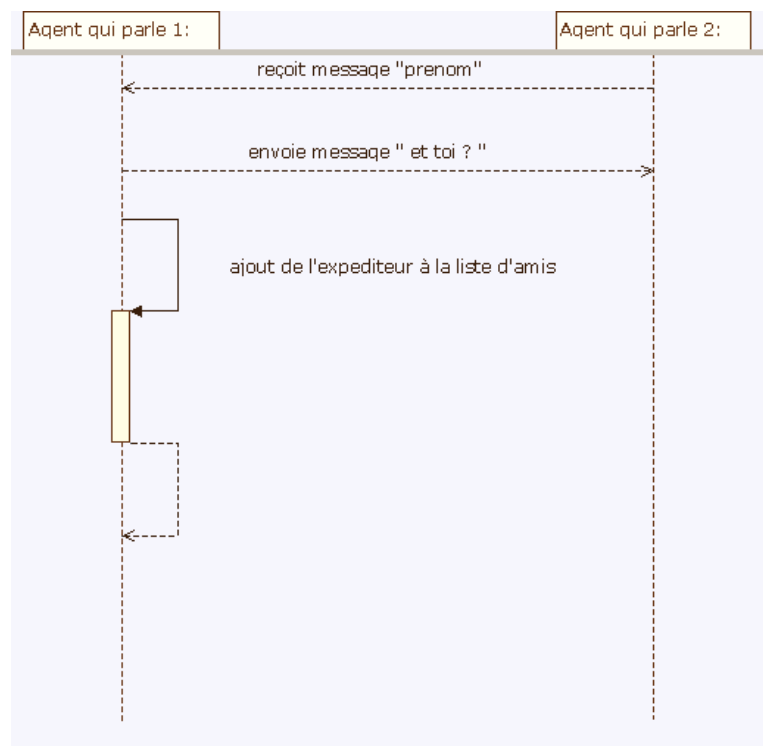 Agent qui parle 1:
Agent qui parle 2:
reçoit message "prenom"
envoie message " et toi ? "
ajout de l'expediteur à la liste d'amis